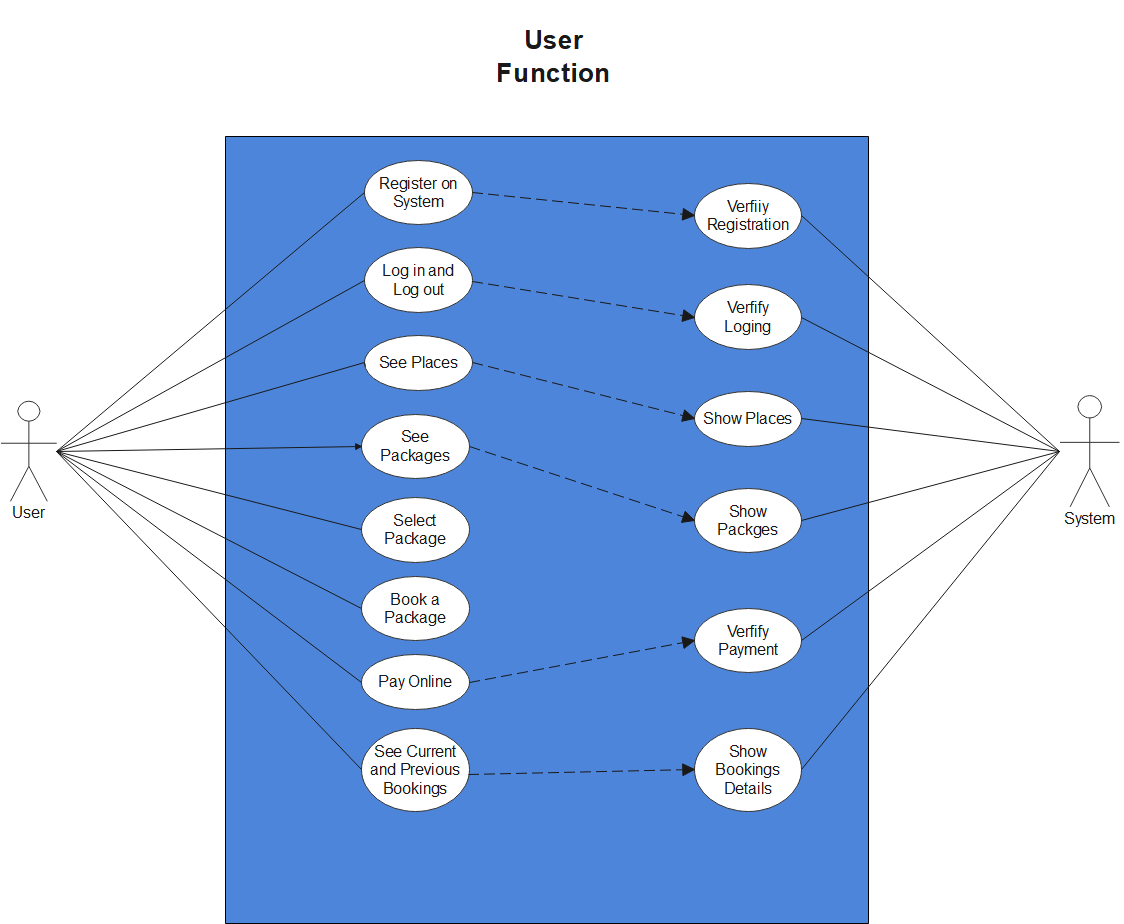 User
Function
Register on
System
Verfiiy
Registration
Log in and
Log out
Verfify
Loging
See Places
Show Places
See
Packages
Show
Packges
Select
Package
Book a
Package
Pay Online
Verfify
Payment
See Current
and Previous
Bookings
Show
Bookings
Details
User
System